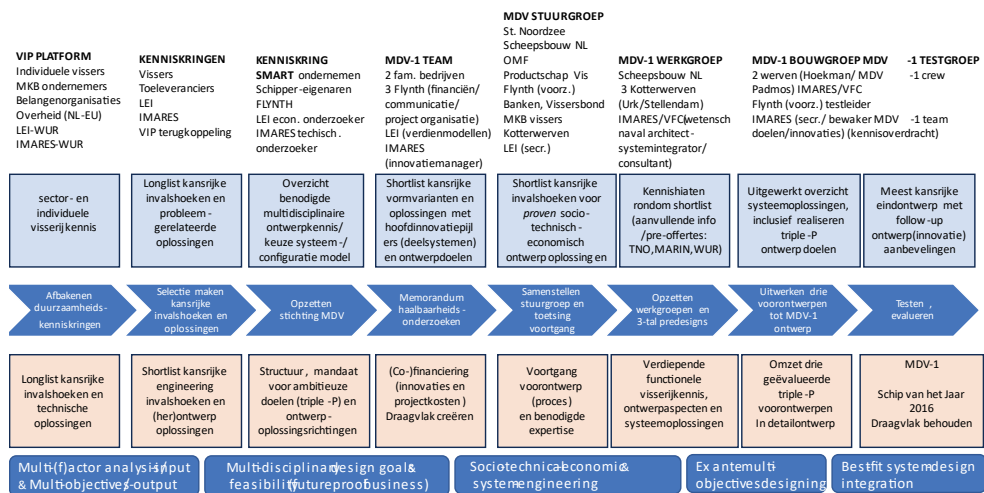 VIP PLATFORM
Individuele vissers
MKB ondernemers
Belangenorganisaties
Overheid (NL-EU)
LEI-WUR
IMARES-WUR
KENNISKRINGEN
Vissers
Toeleveranciers
LEI
IMARES
VIP terugkoppeling
KENNISKRING
SMART ondernemen
Schipper-eigenaren
FLYNTH
LEI econ. onderzoeker
IMARES techisch.
onderzoeker
MDV-1 TEAM
2 fam. bedrijven
3 Flynth (financiën/
communicatie/
project organisatie)
LEI (verdienmodellen)
IMARES
(innovatiemanager)
MDV STUURGROEP
St. Noordzee
Scheepsbouw NL
OMF
Productschap Vis
Flynth (voorz.)
Banken, Vissersbond
MKB vissers
Kotterwerven
LEI (secr.)
MDV-1 WERKGROEP
Scheepsbouw NL
3 Kotterwerven
(Urk/Stellendam)
IMARES/VFC(wetensch
naval architect-
systemintegrator/
consultant)
MDV-1 BOUWGROEP MDV
2 werven (Hoekman/ MDV
Padmos) IMARES/VFC
Flynth (voorz.) testleider
IMARES (secr./ bewaker MDV
doelen/innovaties) (kennisoverdracht)
-1 TESTGROEP
-1 crew
-1 team
sector- en
individuele
visserijkennis
Longlist kansrijke
invalshoeken en
probleem-
gerelateerde
oplossingen
Overzicht
benodigde
multidisciplinaire
ontwerpkennis/
keuze systeem-/
configuratie model
Shortlist kansrijke
vormvarianten en
oplossingen met
hoofdinnovatiepijl
ers (deelsystemen)
en ontwerpdoelen
Shortlist kansrijke
invalshoeken voor
proven socio-
technisch-
economisch
ontwerp oplossingen
Kennishiaten
rondom shortlist
(aanvullende info
/pre-offertes:
TNO,MARIN,WUR)
Uitgewerkt overzicht
systeemoplossingen,
inclusief realiseren
triple-P
ontwerp doelen
Meest kansrijke
eindontwerp met
follow-up
ontwerp(innovatie)
aanbevelingen
Afbakenen
duurzaamheids-
kenniskringen
Selectie maken
kansrijke
invalshoeken en
oplossingen
Opzetten
stichting MDV
Memorandum
haalbaarheids-
onderzoeken
Samenstellen
stuurgroep en
toetsing
voortgang
Opzetten
werkgroepen en
3-tal predesigns
Uitwerken drie
voorontwerpen
tot MDV-1
ontwerp
Testen ,
evalueren
Longlist kansrijke
invalshoeken en
technische
oplossingen
Shortlist kansrijke
engineering
invalshoeken en
(her)ontwerp
oplossingen
Structuur, mandaat
voor ambitieuze
doelen (triple-P) en
ontwerp-
oplossingsrichtingen
(Co-)financiering
(innovaties en
projectkosten)
Draagvlak creëren
Voortgang
voorontwerp
(proces)
en benodigde
expertise
Verdiepende
functionele
visserijkennis,
ontwerpaspecten en
systeemoplossingen
Omzet drie
geëvalueerde
triple-P
voorontwerpen
In detailontwerp
MDV-1
Schip van het Jaar
2016
Draagvlak behouden
Multi-(f)actor analysis-/input
& Multi-objectives/-output
Multi-disciplinary design goals &
feasibility (futureproof business)
Sociotechnical-economic &
system-engineering
Ex ante multi-
objectives designing
Bestfit system-design
integration